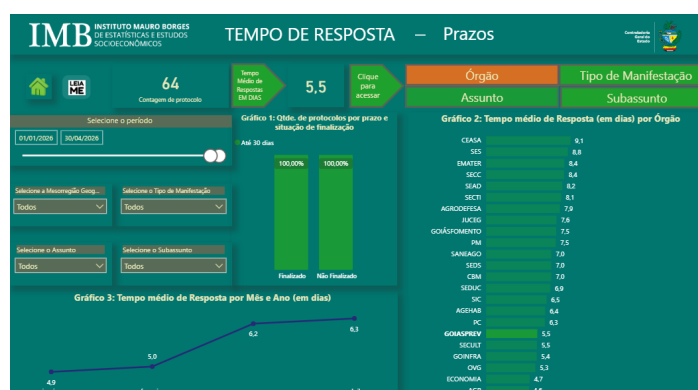 IMB INSTITUTO MAURO BORGES
DE ESTATÍSTICAS E ESTUDOS
SOCIOECONÔMICOS
TEMPO DE RESPOSTA – Prazos
Controladoria
Geral do
Estado
LEIA
ME
64
Contagem de protocolo
Tempo
Médio de
Respostas
EM DIAS
5,5
Clique
para
acessar
Órgão
Tipo de Manifestação
Assunto
Subassunto
Selecione o período
01/01/2026 30/04/2026
Selecione a Mesorregião Geog...
Todos
Selecione o Tipo de Manifestação
Todos
Selecione o Assunto
Todos
Selecione o Subassunto
Todos
Gráfico 1: Qtde. de protocolos por prazo e
situação de finalização
Até 30 dias
100,00% 100,00%
Finalizado Não Finalizado
Gráfico 2: Tempo médio de Resposta (em dias) por Órgão
CEASA 9,1
SES 8,8
EMATER 8,4
SECC 8,4
SEAD 8,2
SECTI 8,1
AGRODEFESA 7,9
JUCEG 7,6
GOIÁSFOMENTO 7,5
PM 7,5
SANEAGO 7,0
SEDS 7,0
CBM 7,0
SEDUC 6,9
SIC 6,5
AGEHAB 6,4
PC 6,3
GOIASPREV 5,5
SECULT 5,5
GOINFRA 5,4
OVG 5,3
ECONOMIA 4,7
Gráfico 3: Tempo médio de Resposta por Mês e Ano (em dias)
4,9
5,0
6,2
6,3